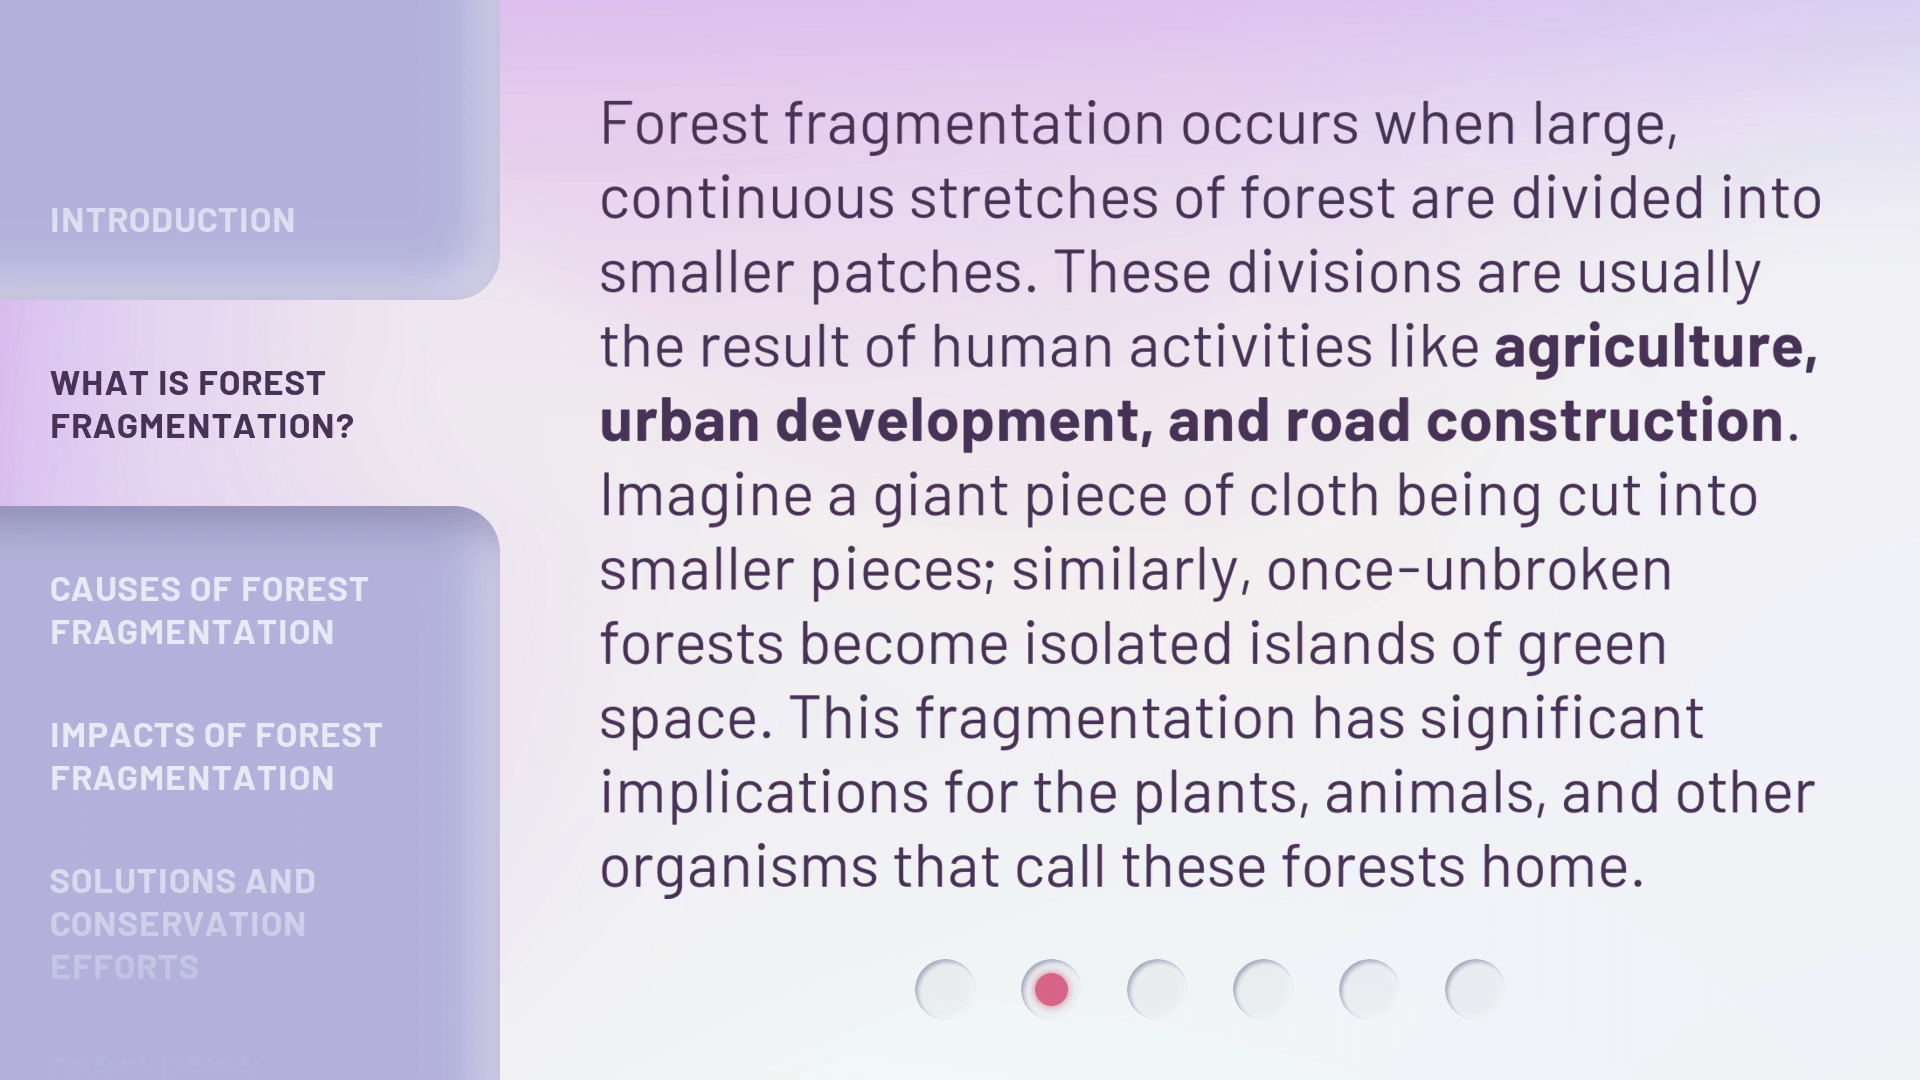 INTRODUCTION
WHAT IS FOREST
FRAGMENTATION?
CAUSES OF FOREST
FRAGMENTATION
IMPACTS OF FOREST
FRAGMENTATION
SOLUTIONS AND
CONSERVATION
EFFORTS
Forest fragmentation occurs when large,
continuous stretches of forest are divided into
smaller patches. These divisions are usually
the result of human activities like agriculture,
urban development, and road construction.
Imagine a giant piece of cloth being cut into
smaller pieces; similarly, once-unbroken
forests become isolated islands of green
space. This fragmentation has significant
implications for the plants, animals, and other
organisms that call these forests home.